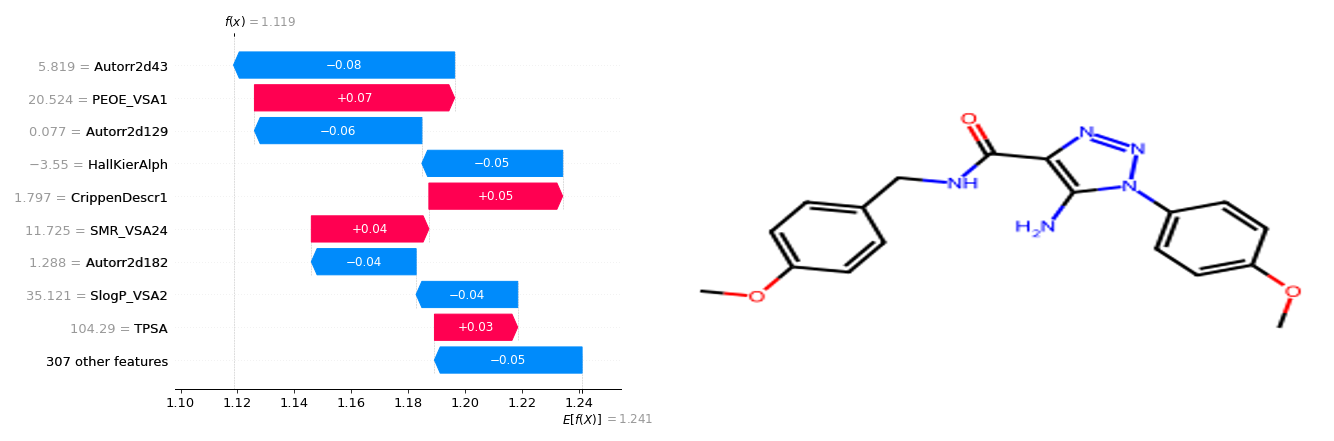 f(x) = 1.119
5.819 = Autorr2d43
−0.08
20.524 = PEOE_VSA1
+0.07
0.077 = Autorr2d129
−0.06
−3.55 = HallKierAlph
−0.05
1.797 = CrippenDescr1
+0.05
11.725 = SMR_VSA24
+0.04
1.288 = Autorr2d182
−0.04
35.121 = SlogP_VSA2
−0.04
104.29 = TPSA
+0.03
307 other features
−0.05
1.10 1.12 1.14 1.16 1.18 1.20 1.22 1.24
E[f(X)] = 1.241
O
N
N
NH
N
H₂N
O
O